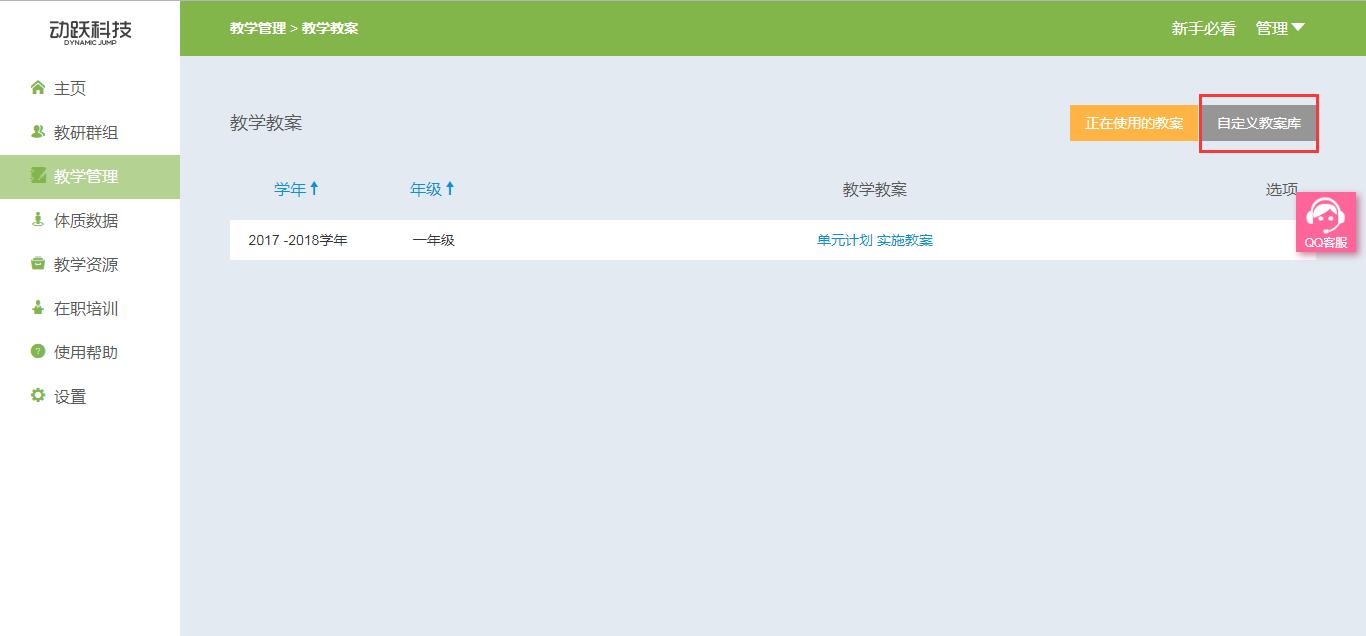 动跃科技
DYNAMIC JUMP
教学管理 > 教学教案
新手必看 管理
主页
教研群组
教学管理
体质数据
教学资源
在职培训
使用帮助
设置
教学教案
正在使用的教案
自定义教案库
学年 年级 教学教案 选项
2017 -2018学年 一年级 单元计划 实施教案
QQ客服